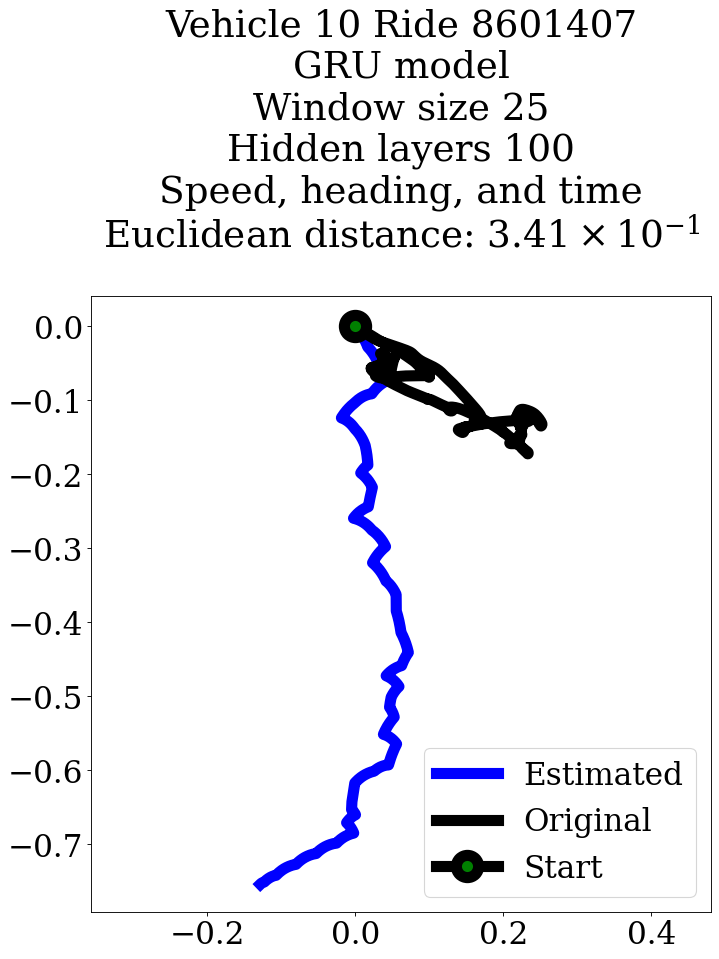 Vehicle 10 Ride 8601407
GRU model
Window size 25
Hidden layers 100
Speed, heading, and time
Euclidean distance: 3.41 × 10⁻¹
0.0
−0.1
−0.2
−0.3
−0.4
−0.5
−0.6
−0.7
Estimated
Original
Start
−0.2 0.0 0.2 0.4